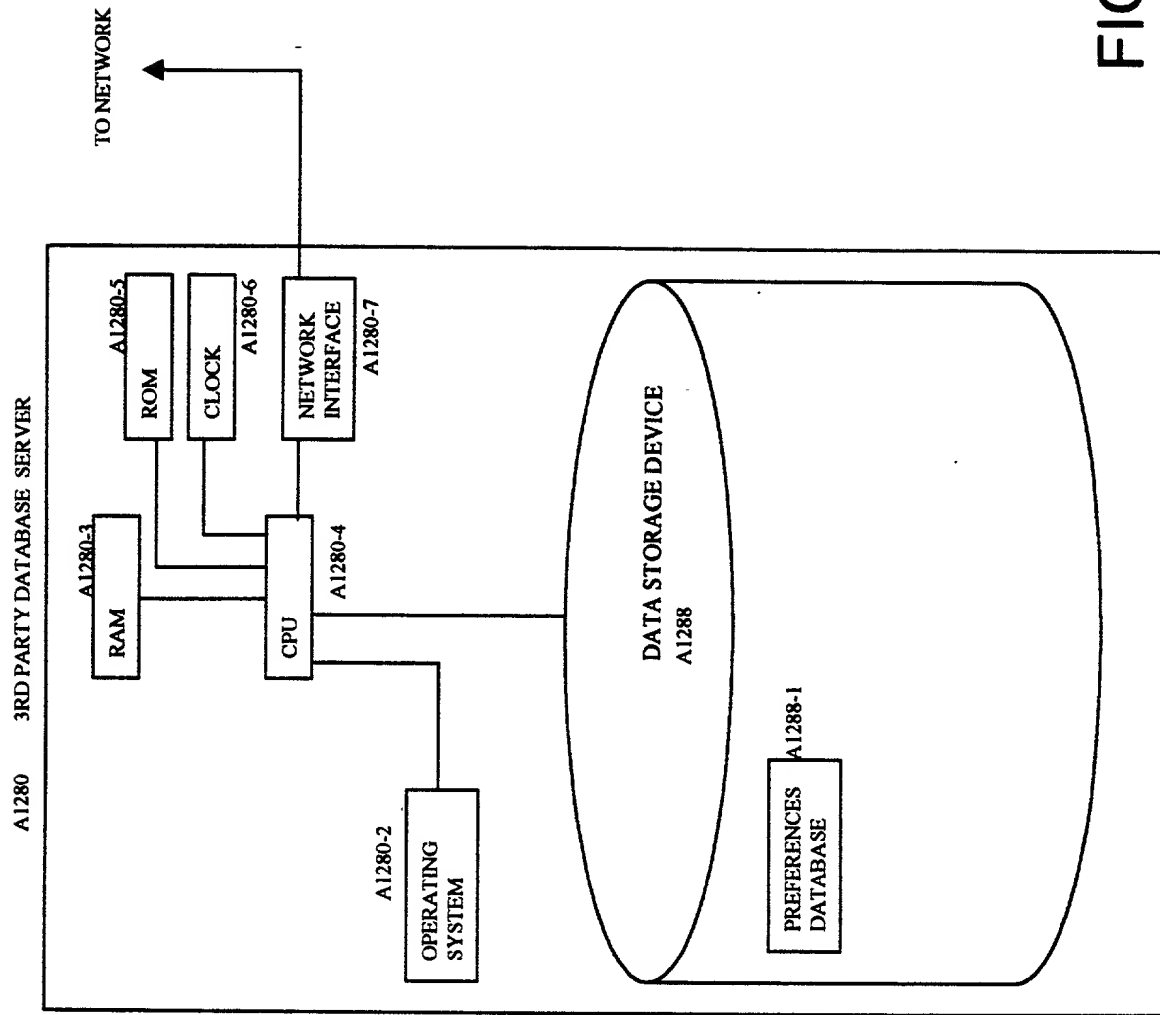 A1280 3RD PARTY DATABASE SERVER
TO NETWORK
A1280-3
RAM
A1280-5
ROM
CLOCK
A1280-6
CPU
A1280-4
NETWORK
INTERFACE
A1280-7
A1280-2
OPERATING
SYSTEM
DATA STORAGE DEVICE
A1288
A1288-1
PREFERENCES
DATABASE